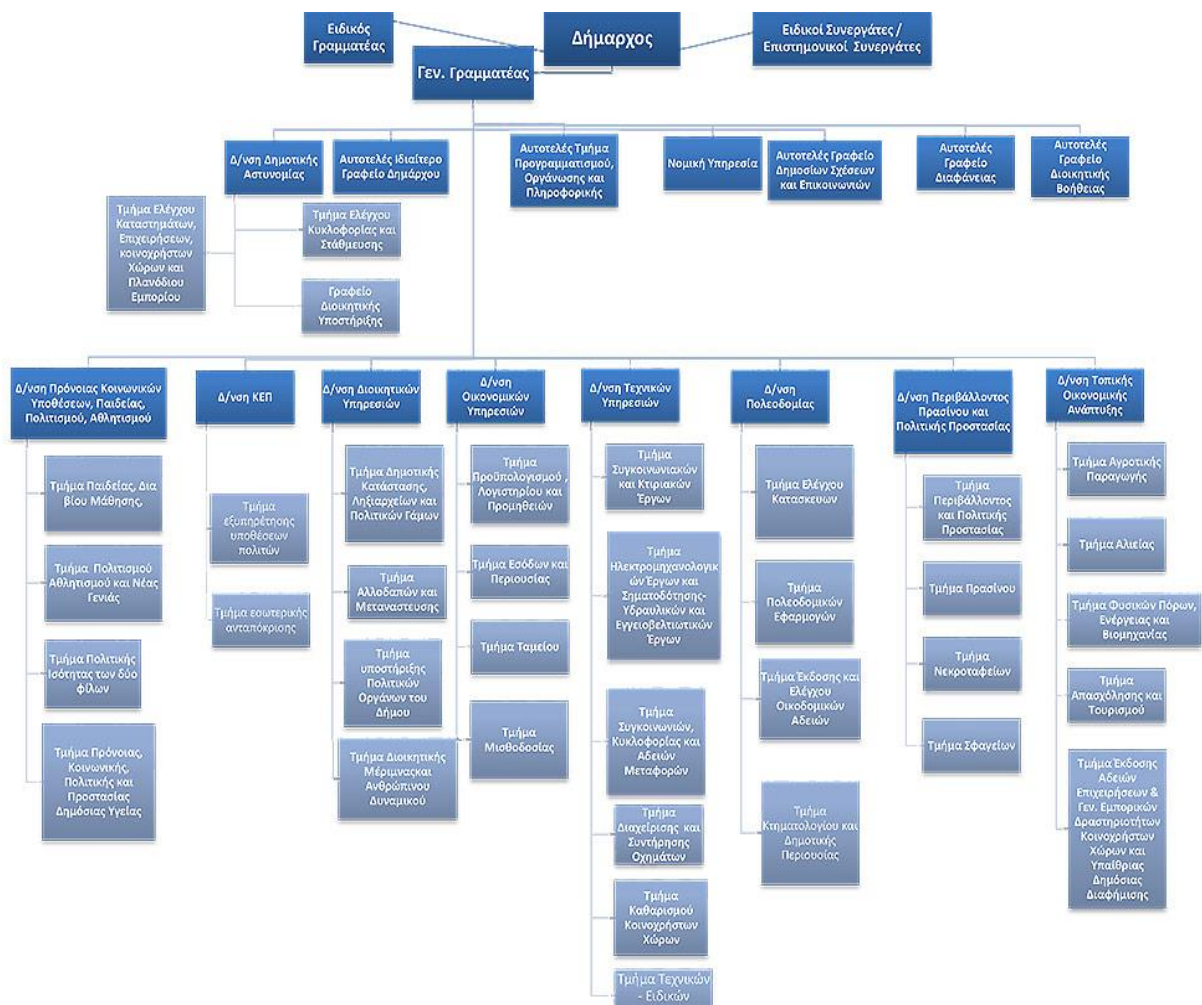 Ειδικός
Γραμματέας
Δήμαρχος
Ειδικοί Συνεργάτες /
Επιστημονικοί Συνεργάτες
Γεν. Γραμματέας
Δ/νση Δημοτικής
Αστυνομίας
Αυτοτελές Ιδιαίτερο
Γραφείο Δημάρχου
Αυτοτελές Τμήμα
Προγραμματισμού,
Οργάνωσης και
Πληροφορικής
Νομική Υπηρεσία
Αυτοτελές Γραφείο
Δημοσίων Σχέσεων
και Επικοινωνιών
Αυτοτελές
Γραφείο
Διαφάνειας
Αυτοτελές
Γραφείο
Διοικητικής
Βοήθειας
Τμήμα Ελέγχου
Καταστημάτων,
Επιχειρήσεων,
κοινοχρήστων
Χώρων και
Πλανόδιου
Εμπορίου
Τμήμα Ελέγχου
Κυκλοφορίας και
Στάθμευσης
Γραφείο
Διοικητικής
Υποστήριξης
Δ/νση Πρόνοιας Κοινωνικών
Υποθέσεων, Παιδείας,
Πολιτισμού, Αθλητισμού
Τμήμα Παιδείας, Δια
βίου Μάθησης,
Τμήμα Πολιτισμού
Αθλητισμού και Νέας
Γενιάς
Τμήμα Πολιτικής
Ισότητας των δύο
φίλων
Τμήμα Πρόνοιας,
Κοινωνικής,
Πολιτικής και
Προστασίας
Δημόσιας Υγείας
Δ/νση ΚΕΠ
Τμήμα
εξυπηρέτησης
υποθέσεων
πολιτών
Τμήμα εσωτερικής
ανταπόκρισης
Δ/νση Διοικητικών
Υπηρεσιών
Τμήμα Δημοτικής
Κατάστασης,
Ληξιαρχείων και
Πολιτικών Γάμων
Τμήμα
Αλλοδαπών και
Μεταναστευσης
Τμήμα
υποστήριξης
Πολιτικών
Οργάνων του
Δήμου
Τμήμα Διοικητικής
Μέριμναςκαι
Ανθρώπινου
Δυναμικού
Δ/νση
Οικονομικών
Υπηρεσιών
Τμήμα
Προϋπολογισμού ,
Λογιστηρίου και
Προμηθειών
Τμήμα Εσόδων και
Περιουσίας
Τμήμα Ταμείου
Τμήμα
Μισθοδοσίας
Δ/νση Τεχνικών
Υπηρεσιών
Τμήμα
Συγκοινωνιακών
και Κτιριακών
Έργων
Τμήμα
Ηλεκτρομηχανολογικ
ών Έργων και
Σηματοδότησης-
Υδραυλικών και
Εγγειοβελτιωτικών
Έργων
Τμήμα
Συγκοινωνιών,
Κυκλοφορίας και
Αδειών
Μεταφορών
Τμήμα
Διαχείρισης και
Συντήρησης
Οχημάτων
Τμήμα
Καθαρισμού
Κοινοχρήστων
Χώρων
Τμήμα Τεχνικών
- Ειδικών
Δ/νση
Πολεοδομίας
Τμήμα Ελέγχου
Κατασκευων
Τμήμα
Πολεοδομικών
Εφαρμογών
Τμήμα Έκδοσης και
Ελέγχου
Οικοδομικών
Αδειών
Τμήμα
Κτηματολογίου και
Δημοτικής
Περιουσίας
Δ/νση Περιβάλλοντος
Πρασίνου και
Πολιτικής Προστασίας
Τμήμα
Περιβάλλοντος
και Πολιτικής
Προστασίας
Τμήμα Πρασίνου
Τμήμα
Νεκροταφείων
Τμήμα Σφαγείων
Δ/νση Τοπικής
Οικονομικής
Ανάπτυξης
Τμήμα Αγροτικής
Παραγωγής
Τμήμα Αλιείας
Τμήμα Φυσικών Πόρων,
Ενέργειας και
Βιομηχανίας
Τμήμα
Απασχόλησης και
Τουρισμού
Τμήμα Έκδοσης
Αδειών
Επιχειρήσεων &
Γεν. Εμπορικών
Δραστηριοτήτων
Κοινοχρήστων
Χώρων και
Υπαίθριας
Δημόσιας
Διαφήμισης